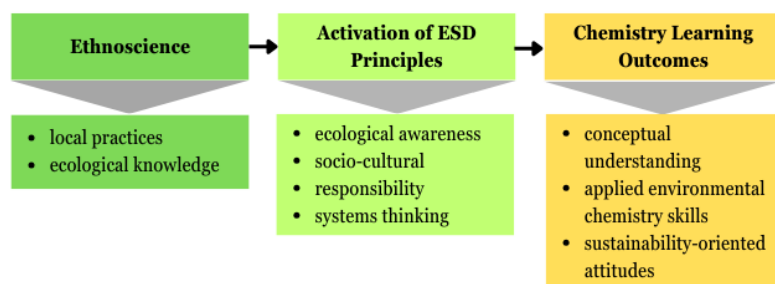 Ethnoscience
Activation of ESD
Principles
Chemistry Learning
Outcomes
• local practices
• ecological knowledge
• ecological awareness
• socio-cultural
• responsibility
• systems thinking
• conceptual
understanding
• applied environmental
chemistry skills
• sustainability-oriented
attitudes